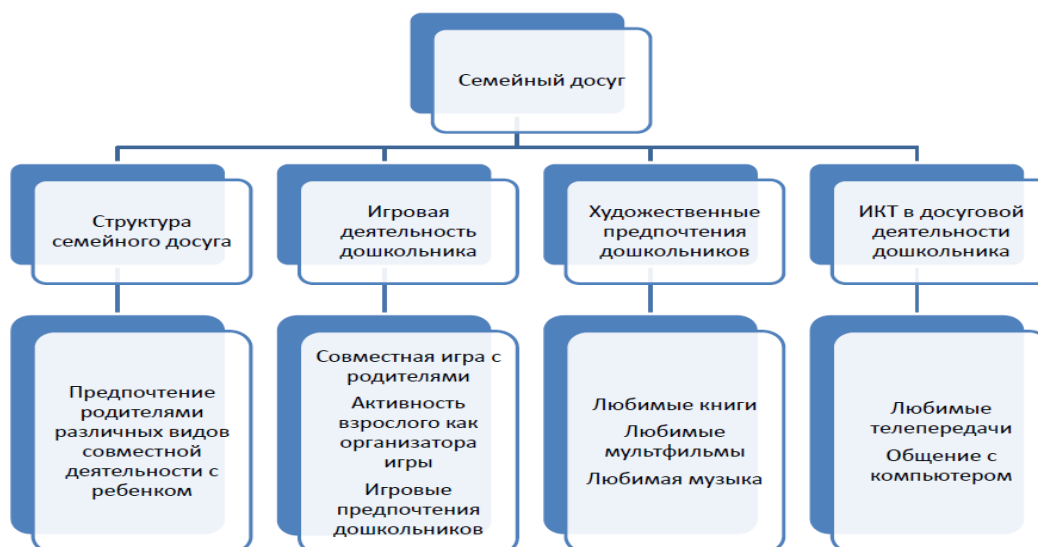 Семейный досуг
Структура
семейного досуга
Игровая
деятельность
дошкольника
Художественные
предпочтения
дошкольников
ИКТ в досуговой
деятельности
дошкольника
Предпочтение
родителями
различных видов
совместной
деятельности с
ребенком
Совместная игра с
родителями
Активность
взрослого как
организатора
игры
Игровые
предпочтения
дошкольников
Любимые книги
Любимые
мультфильмы
Любимая музыка
Любимые
телепередачи
Общение с
компьютером